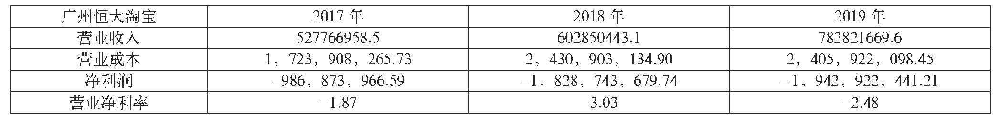 广州恒大淘宝 2017 年 2018 年 2019 年
营业收入 527766958.5 602850443.1 782821669.6
营业成本 1，723，908，265.73 2，430，903，134.90 2，405，922，098.45
净利润 −986，873，966.59 −1，828，743，679.74 −1，942，922，441.21
营业净利率 −1.87 −3.03 −2.48